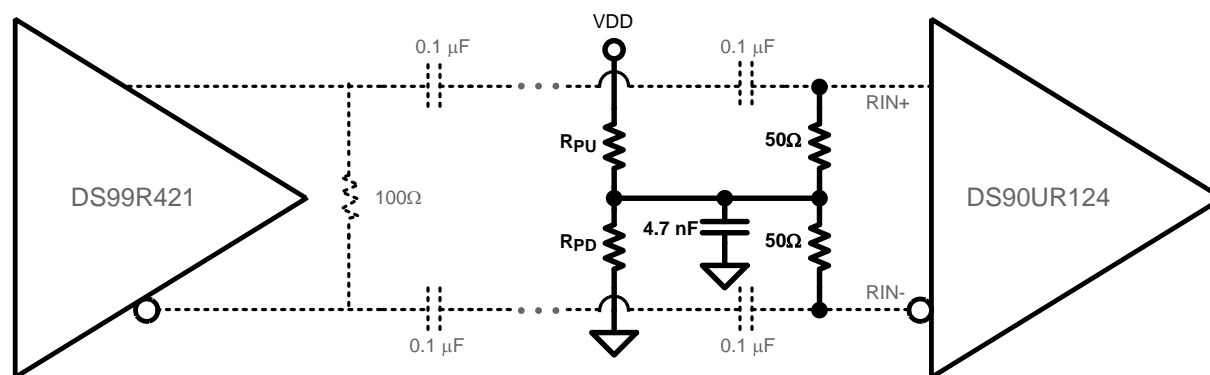 VDD
0.1 µF
0.1 µF
RIN+
RPU
50Ω
DS99R421
100Ω
DS90UR124
4.7 nF
RPD
50Ω
RIN-
0.1 µF
0.1 µF